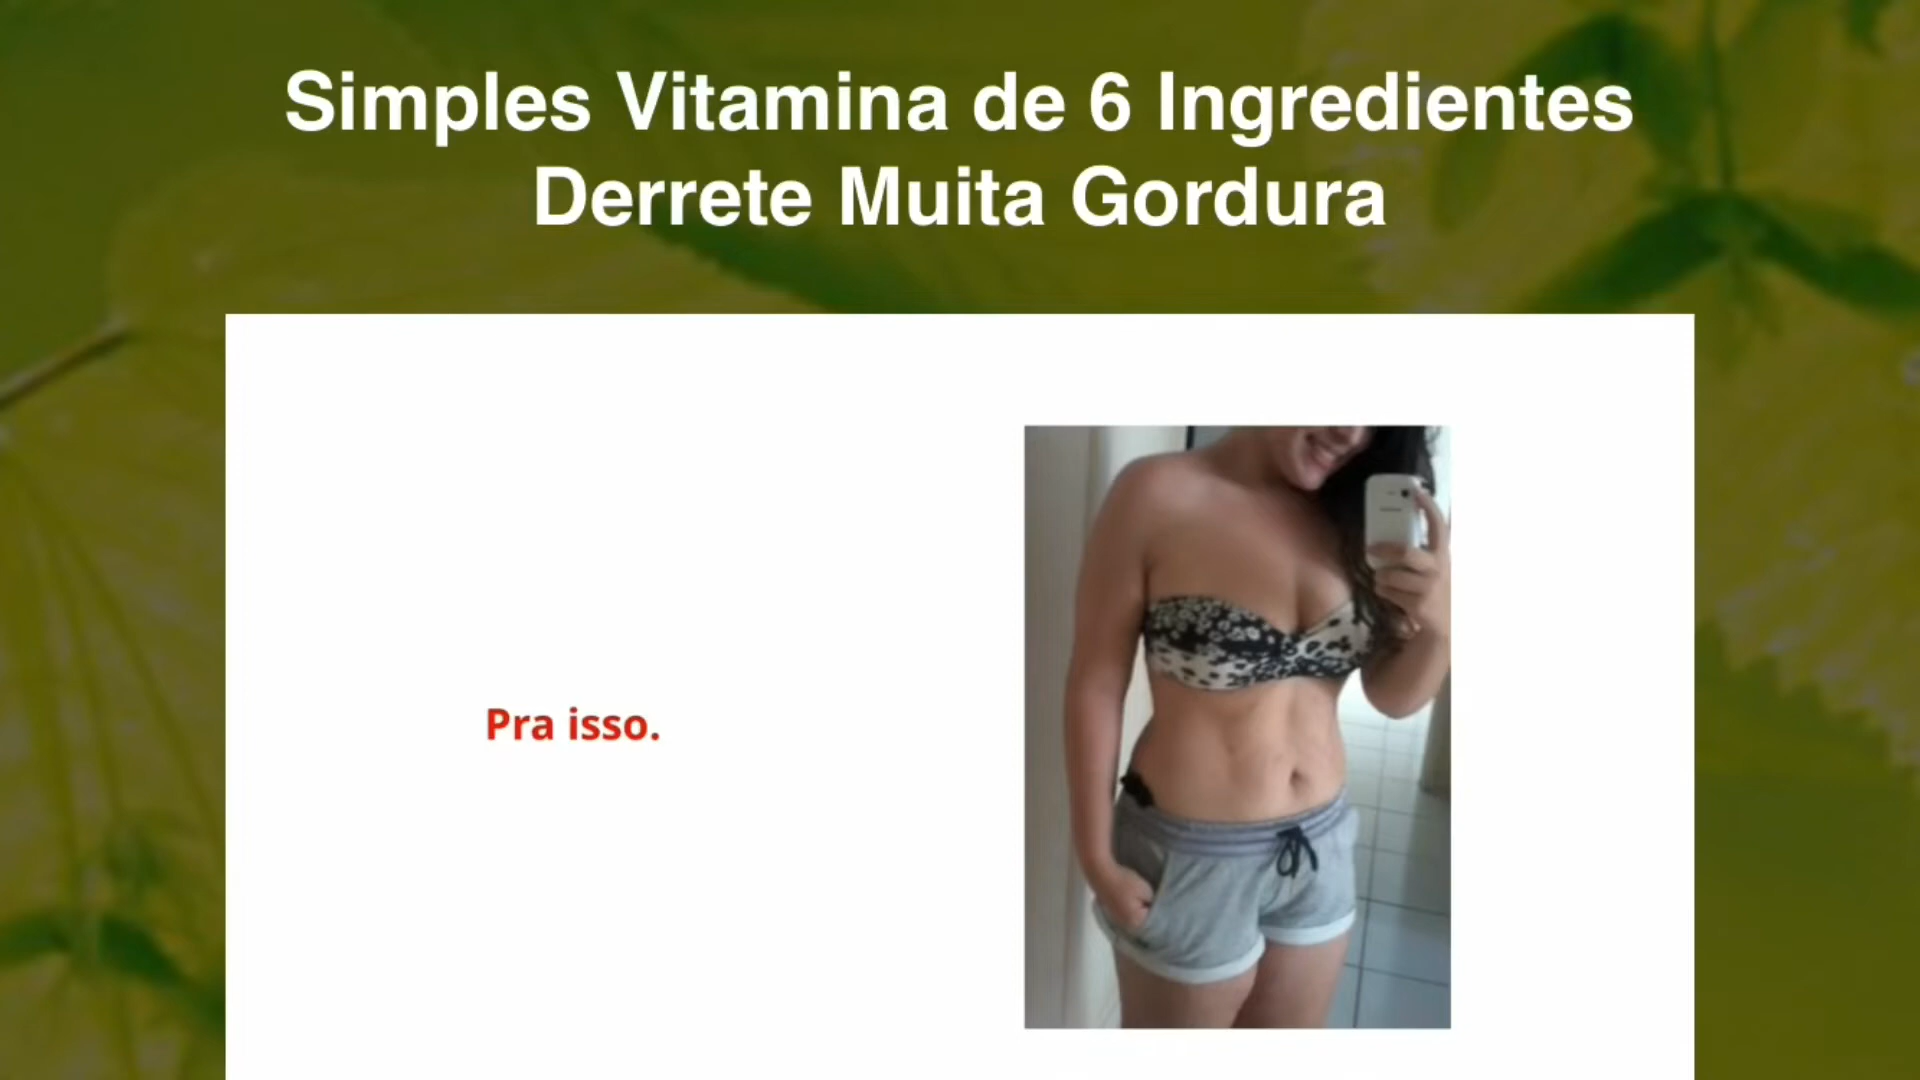 Simples Vitamina de 6 Ingredientes
Derrete Muita Gordura
Pra isso.